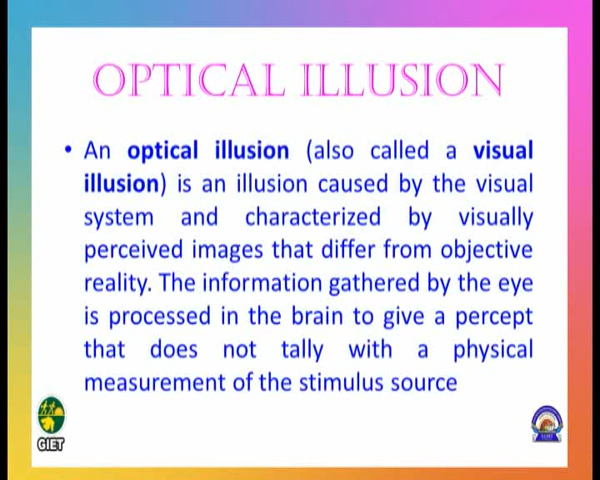 OPTICAL ILLUSION
• An optical illusion (also called a visual
illusion) is an illusion caused by the visual
system and characterized by visually
perceived images that differ from objective
reality. The information gathered by the eye
is processed in the brain to give a percept
that does not tally with a physical
measurement of the stimulus source
GIET